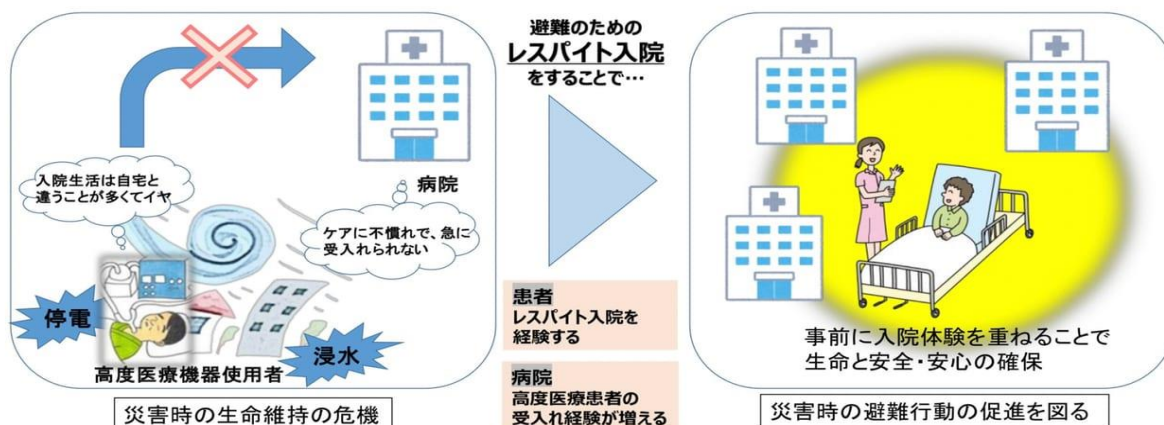 入院生活は自宅と
違うことが多くてイヤ
病院
ケアに不慣れで、急に
受入れられない
停電
浸水
高度医療機器使用者
災害時の生命維持の危機
避難のための
レスパイト入院
をすることで…
患者
レスパイト入院を
経験する
病院
高度医療患者の
受入れ経験が増える
事前に入院体験を重ねることで
生命と安全・安心の確保
災害時の避難行動の促進を図る